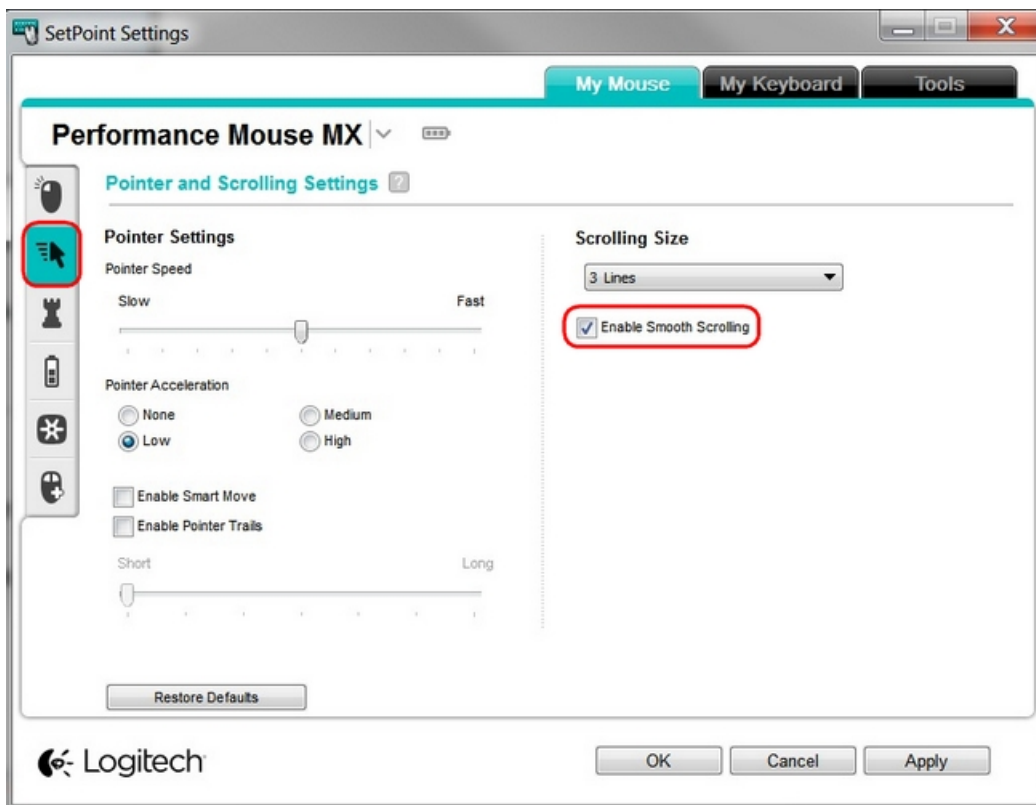 SetPoint Settings
My Mouse
My Keyboard
Tools
Performance Mouse MX
Pointer and Scrolling Settings ?
Pointer Settings
Pointer Speed
Slow Fast
Pointer Acceleration
None Medium
Low High
Enable Smart Move
Enable Pointer Trails
Short Long
Restore Defaults
Scrolling Size
3 Lines
Enable Smooth Scrolling
Logitech
OK
Cancel
Apply